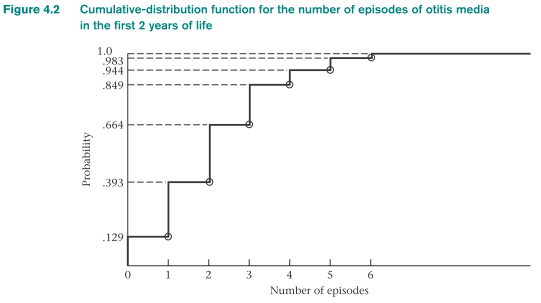 Figure 4.2 Cumulative-distribution function for the number of episodes of otitis media
in the first 2 years of life
1.0
.983
.944
.849
.664
.393
.129
Probability
0 1 2 3 4 5 6
Number of episodes